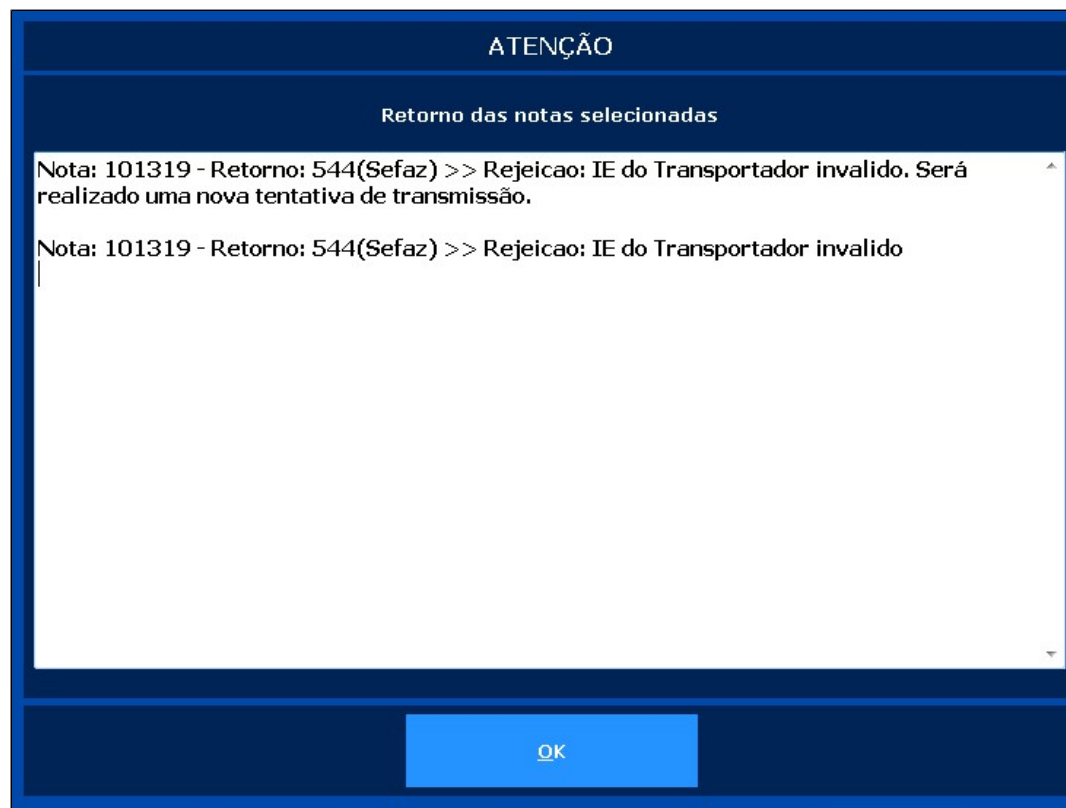 ATENÇÃO
Retorno das notas selecionadas
Nota: 101319 - Retorno: 544(Sefaz) >> Rejeicao: IE do Transportador invalido. Será
realizado uma nova tentativa de transmissão.
Nota: 101319 - Retorno: 544(Sefaz) >> Rejeicao: IE do Transportador invalido
OK